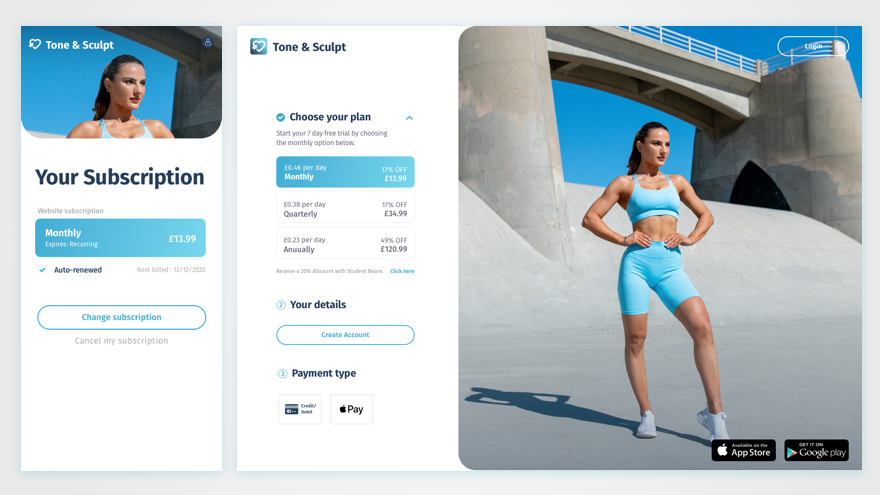 Tone & Sculpt
Your Subscription
Website subscription
Monthly
Expires: Recurring
£13.99
Auto-renewed
Next billed : 12/12/2020
Change subscription
Cancel my subscription
Tone & Sculpt
Choose your plan
Start your 7 day free trial by choosing
the monthly option below.
£0.46 per day
17% OFF
Monthly
£13.99
£0.38 per day
17% OFF
Quarterly
£34.99
£0.23 per day
49% OFF
Anuually
£120.99
Receive a 20% discount with Student Beans Click here
2 Your details
Create Account
3 Payment type
Credit/
Debit
Pay
Login
Available on the
App Store
GET IT ON
Google play